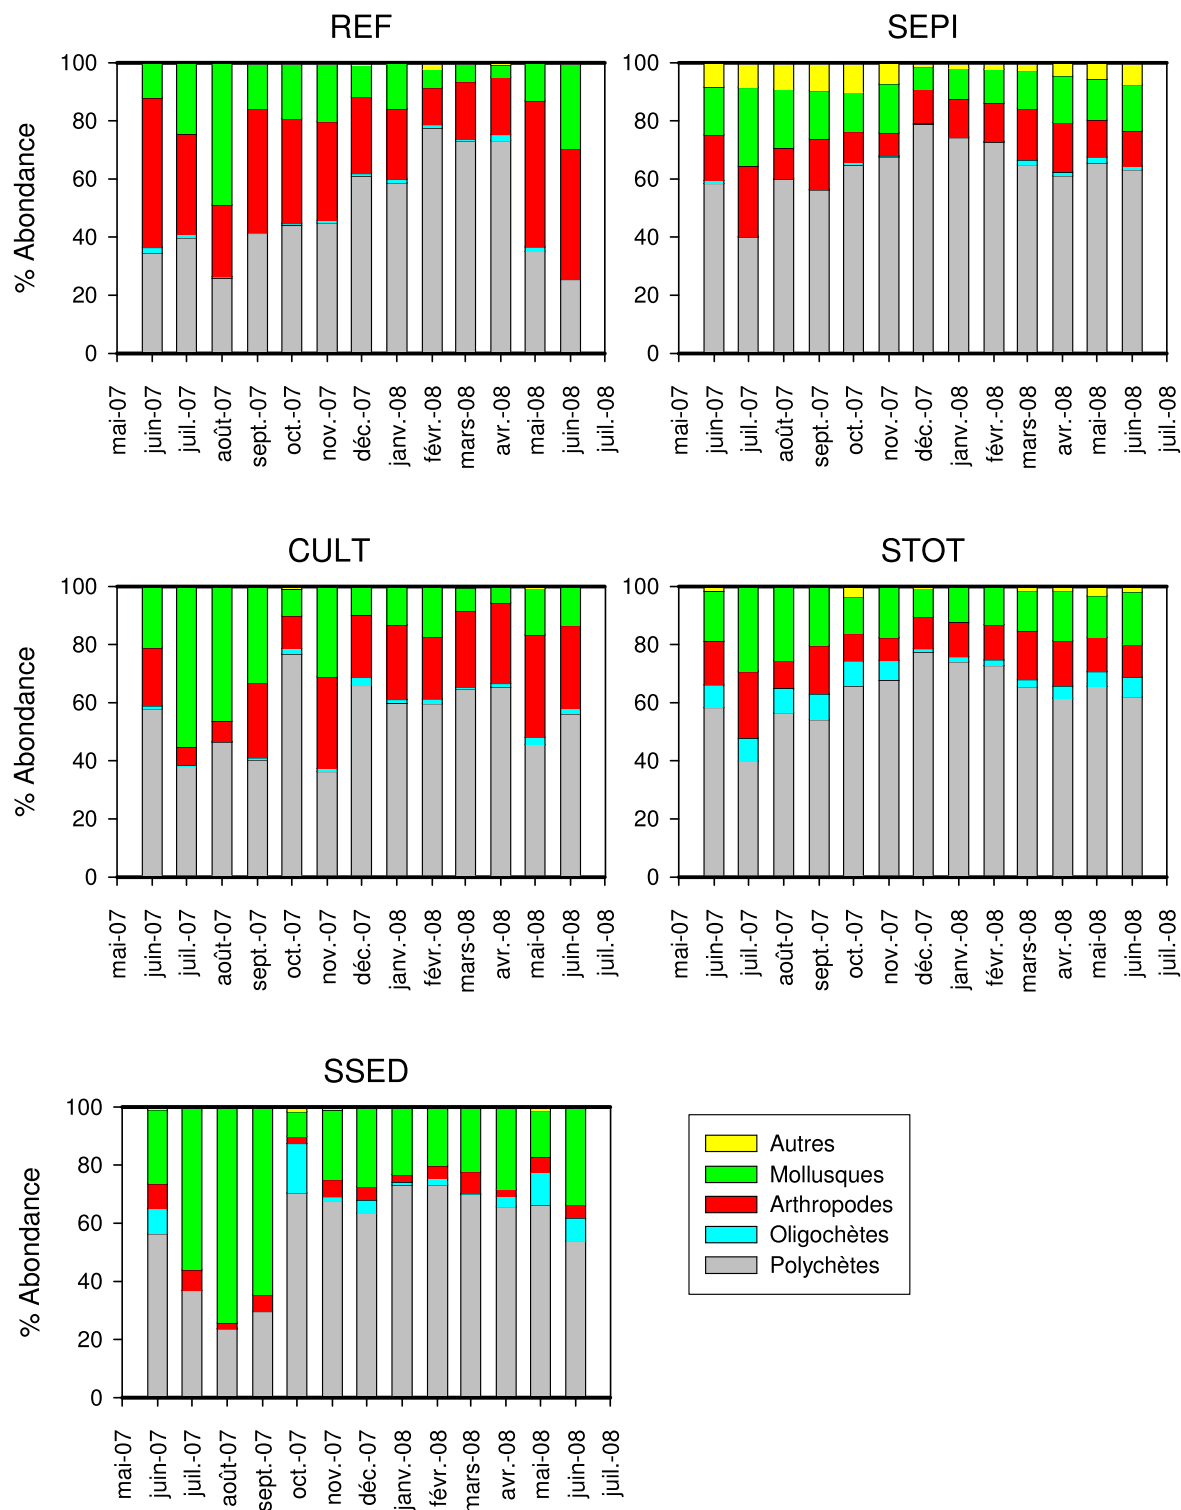 REF
% Abondance
100
80
60
40
20
0
mai-07
juin-07
juil.-07
août-07
sept.-07
oct.-07
nov.-07
déc.-07
janv.-08
févr.-08
mars-08
avr.-08
mai-08
juin-08
juil.-08
SEPI
100
80
60
40
20
0
mai-07
juin-07
juil.-07
août-07
sept.-07
oct.-07
nov.-07
déc.-07
janv.-08
févr.-08
mars-08
avr.-08
mai-08
juin-08
juil.-08
CULT
% Abondance
100
80
60
40
20
0
mai-07
juin-07
juil.-07
août-07
sept.-07
oct.-07
nov.-07
déc.-07
janv.-08
févr.-08
mars-08
avr.-08
mai-08
juin-08
juil.-08
STOT
100
80
60
40
20
0
mai-07
juin-07
juil.-07
août-07
sept.-07
oct.-07
nov.-07
déc.-07
janv.-08
févr.-08
mars-08
avr.-08
mai-08
juin-08
juil.-08
SSED
% Abondance
100
80
60
40
20
0
mai-07
juin-07
juil.-07
août-07
sept.-07
oct.-07
nov.-07
déc.-07
janv.-08
févr.-08
mars-08
avr.-08
mai-08
juin-08
juil.-08
Autres
Mollusques
Arthropodes
Oligochètes
Polychètes